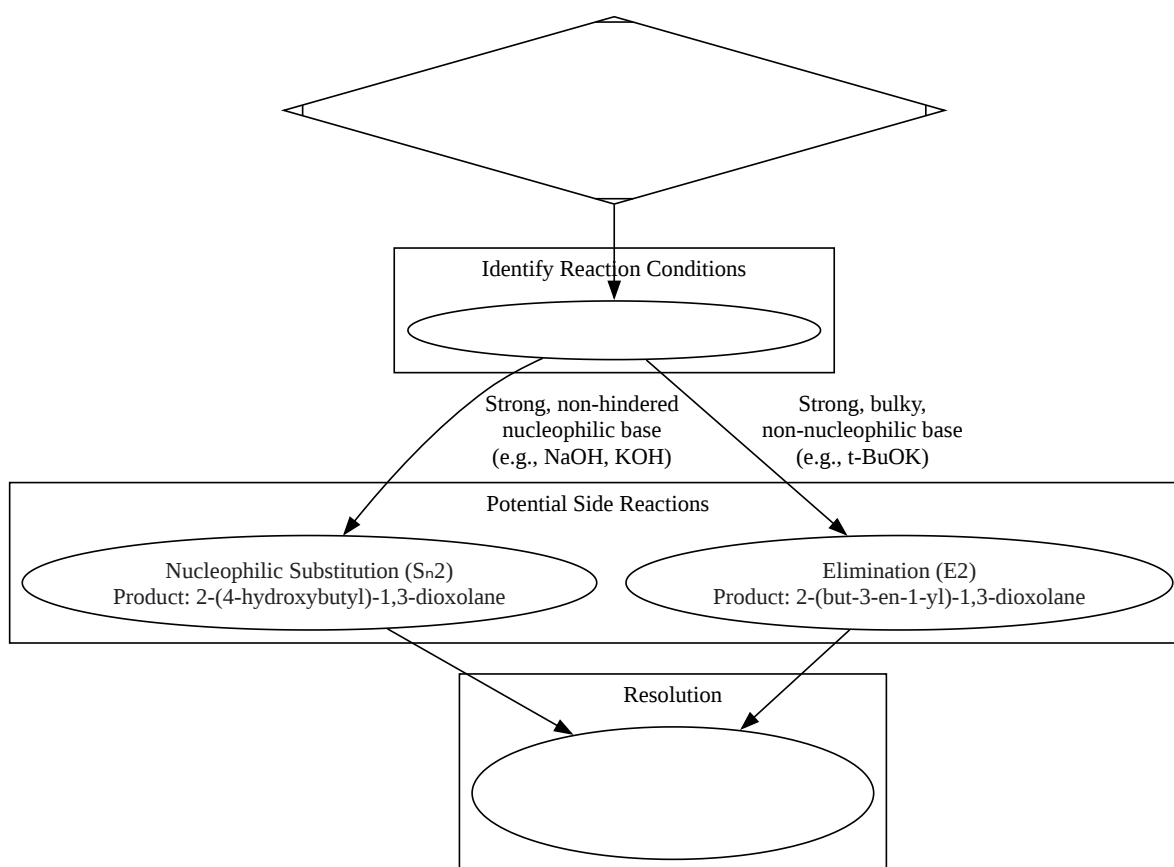 Identify Reaction Conditions
Strong, non-hindered
nucleophilic base
(e.g., NaOH, KOH)
Strong, bulky,
non-nucleophilic base
(e.g., t-BuOK)
Potential Side Reactions
Nucleophilic Substitution (Sₙ2)
Product: 2-(4-hydroxybutyl)-1,3-dioxolane
Elimination (E2)
Product: 2-(but-3-en-1-yl)-1,3-dioxolane
Resolution